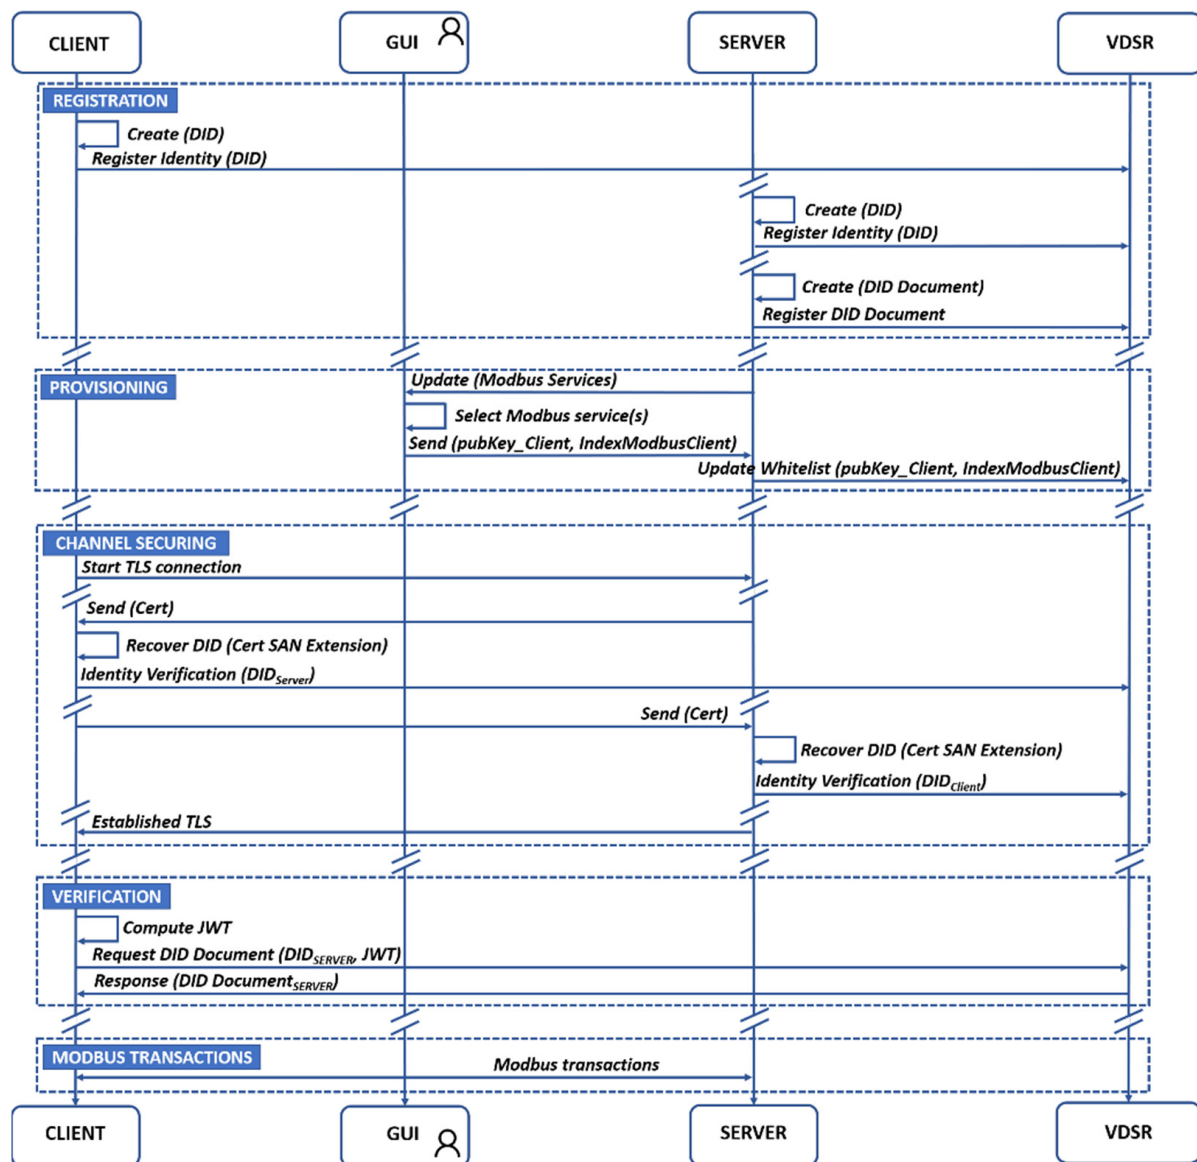 CLIENT
GUI
SERVER
VDSR
REGISTRATION
Create (DID)
Register Identity (DID)
Create (DID)
Register Identity (DID)
Create (DID Document)
Register DID Document
PROVISIONING
Update (Modbus Services)
Select Modbus service(s)
Send (pubKey_Client, IndexModbusClient)
Update Whitelist (pubKey_Client, IndexModbusClient)
CHANNEL SECURING
Start TLS connection
Send (Cert)
Recover DID (Cert SAN Extension)
Identity Verification (DIDServer)
Send (Cert)
Recover DID (Cert SAN Extension)
Identity Verification (DIDClient)
Established TLS
VERIFICATION
Compute JWT
Request DID Document (DIDSERVER, JWT)
Response (DID DocumentSERVER)
MODBUS TRANSACTIONS
Modbus transactions
CLIENT
GUI
SERVER
VDSR